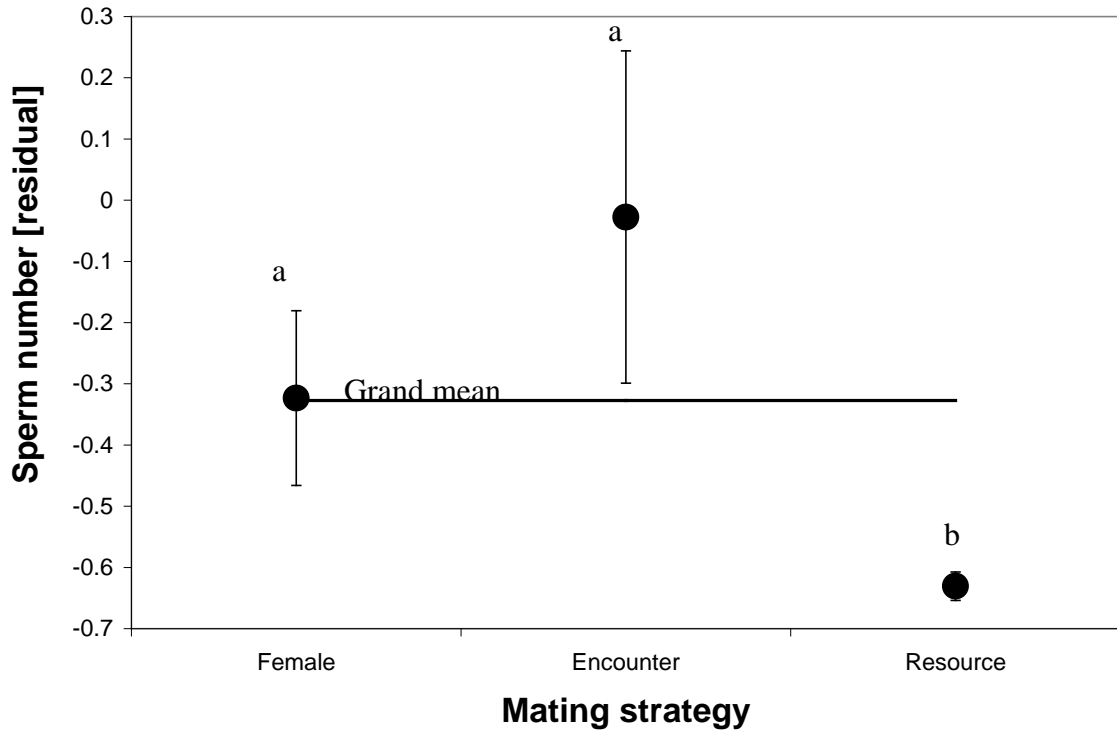 Sperm number [residual]
0.3
0.2
0.1
0
-0.1
-0.2
-0.3
-0.4
-0.5
-0.6
-0.7
a
a
Grand mean
b
Female
Encounter
Resource
Mating strategy